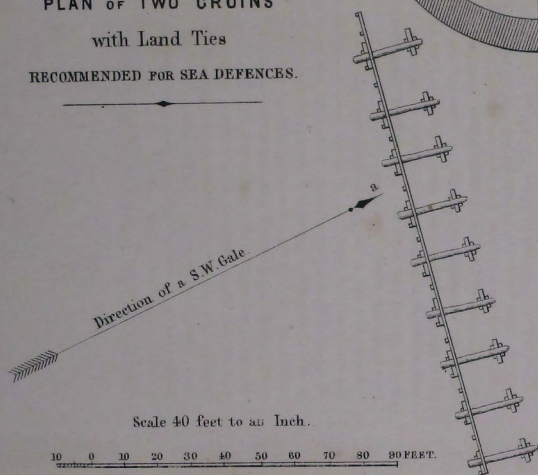 PLAN OF TWO GROINS
with Land Ties
RECOMMENDED FOR SEA DEFENCES.
a
Direction of a S.W. Gale
Scale 40 feet to an Inch.
10 0 10 20 30 40 50 60 70 80 90 FEET.